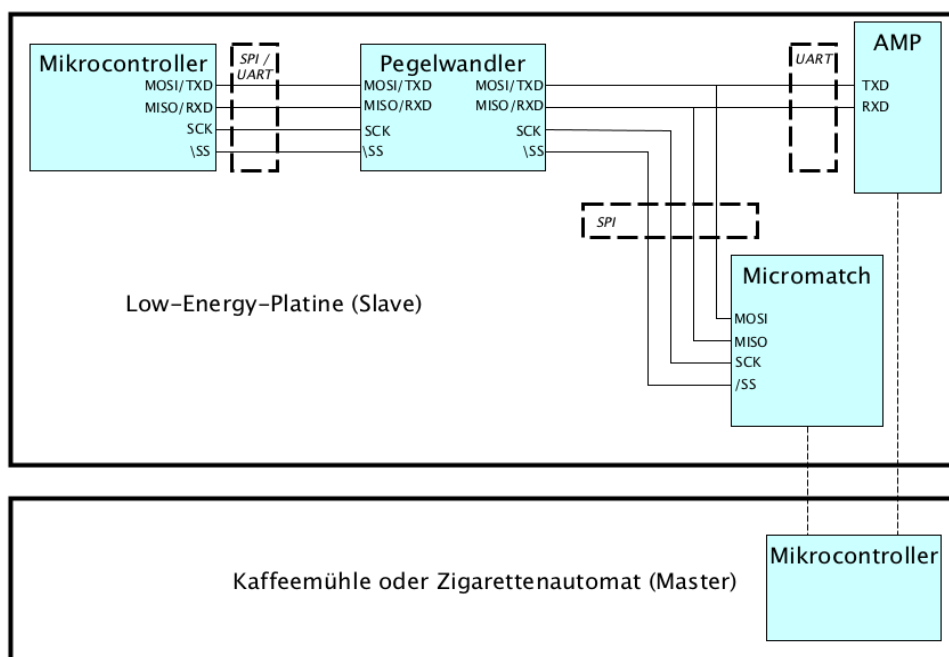 Mikrocontroller
MOSI/TXD
MISO/RXD
SCK
\SS
SPI /
UART
Pegelwandler
MOSI/TXD
MISO/RXD
SCK
\SS
MOSI/TXD
MISO/RXD
SCK
\SS
UART
AMP
TXD
RXD
SPI
Low-Energy-Platine (Slave)
Micromatch
MOSI
MISO
SCK
/SS
Kaffeemühle oder Zigarettenautomat (Master)
Mikrocontroller